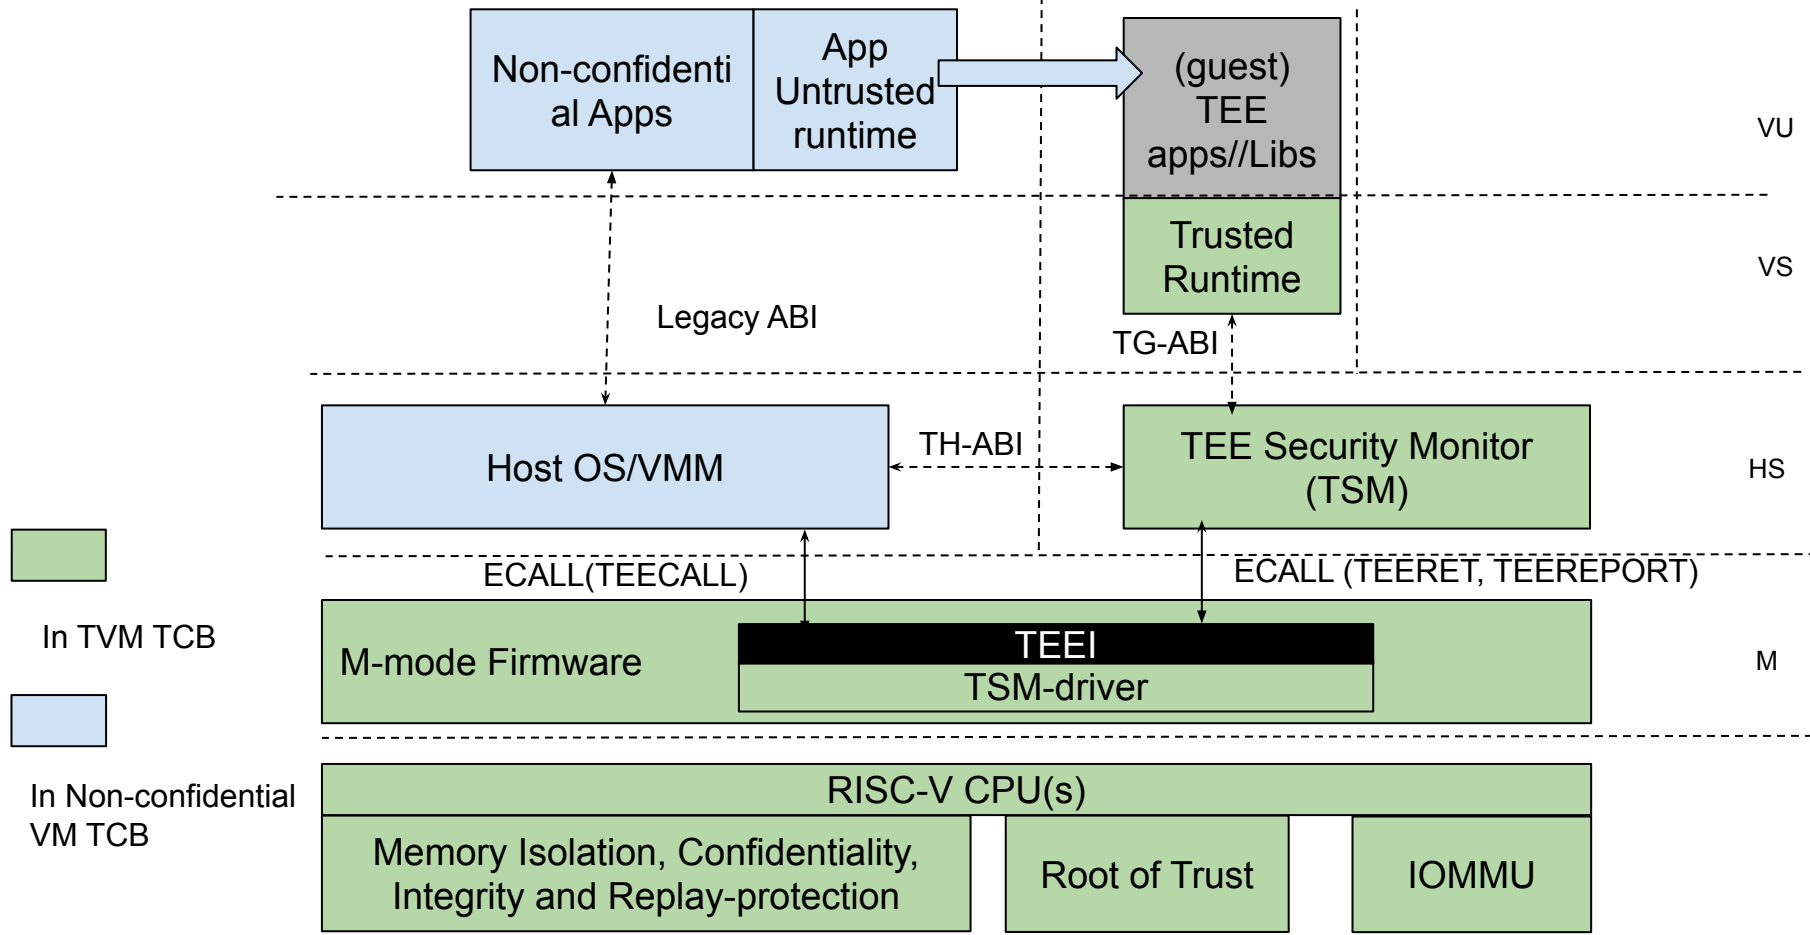 Non-confidenti
al Apps
App
Untrusted
runtime
(guest)
TEE
apps//Libs
VU
Trusted
Runtime
VS
Legacy ABI
TG-ABI
Host OS/VMM
TH-ABI
TEE Security Monitor
(TSM)
HS
ECALL(TEECALL)
ECALL (TEERET, TEEREPORT)
In TVM TCB
M-mode Firmware
TEEI
TSM-driver
M
In Non-confidential
VM TCB
RISC-V CPU(s)
Memory Isolation, Confidentiality,
Integrity and Replay-protection
Root of Trust
IOMMU